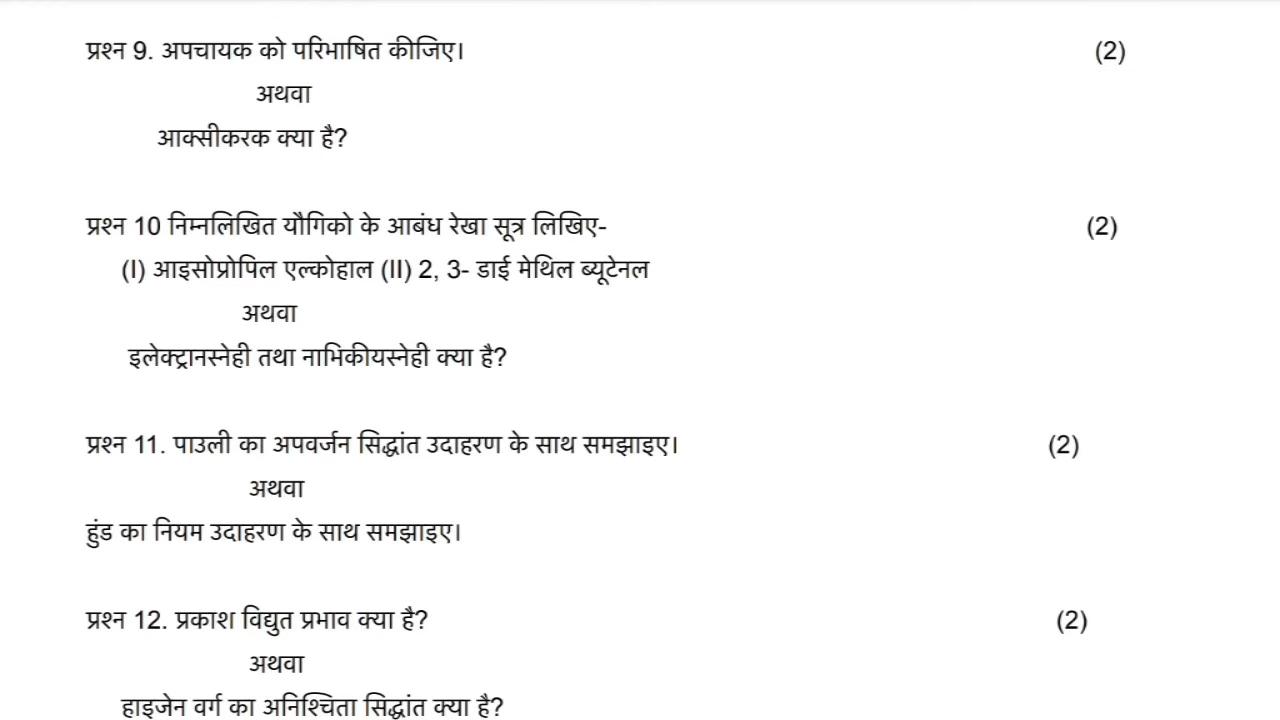 प्रश्न 9. अपचायक को परिभाषित कीजिए। (2)
अथवा
आक्सीकरक क्या है?
प्रश्न 10 निम्नलिखित यौगिको के आबंध रेखा सूत्र लिखिए- (2)
(I) आइसोप्रोपिल एल्कोहाल (II) 2, 3- डाई मेथिल ब्यूटेनल
अथवा
इलेक्ट्रानस्नेही तथा नाभिकीयस्नेही क्या है?
प्रश्न 11. पाउली का अपवर्जन सिद्धांत उदाहरण के साथ समझाइए। (2)
अथवा
हुंड का नियम उदाहरण के साथ समझाइए।
प्रश्न 12. प्रकाश विद्युत प्रभाव क्या है? (2)
अथवा
हाइजेन वर्ग का अनिश्चिता सिद्धांत क्या है?